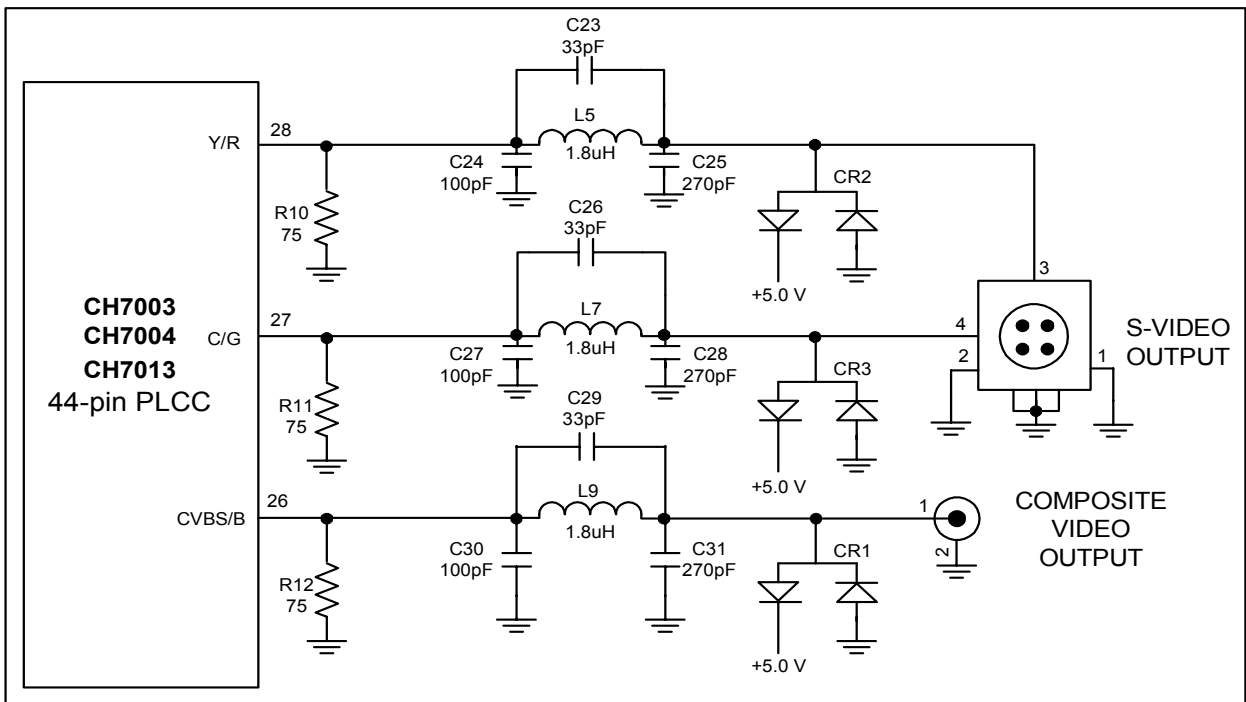 C23
33pF
L5
1.8uH
Y/R
28
C24
100pF
C25
270pF
CR2
R10
75
+5.0 V
C26
33pF
L7
1.8uH
CH7003
CH7004
CH7013
44-pin PLCC
C/G
27
C27
100pF
C28
270pF
CR3
R11
75
+5.0 V
3
4
2
1
S-VIDEO
OUTPUT
C29
33pF
L9
1.8uH
CVBS/B
26
C30
100pF
C31
270pF
CR1
R12
75
+5.0 V
1
2
COMPOSITE
VIDEO
OUTPUT